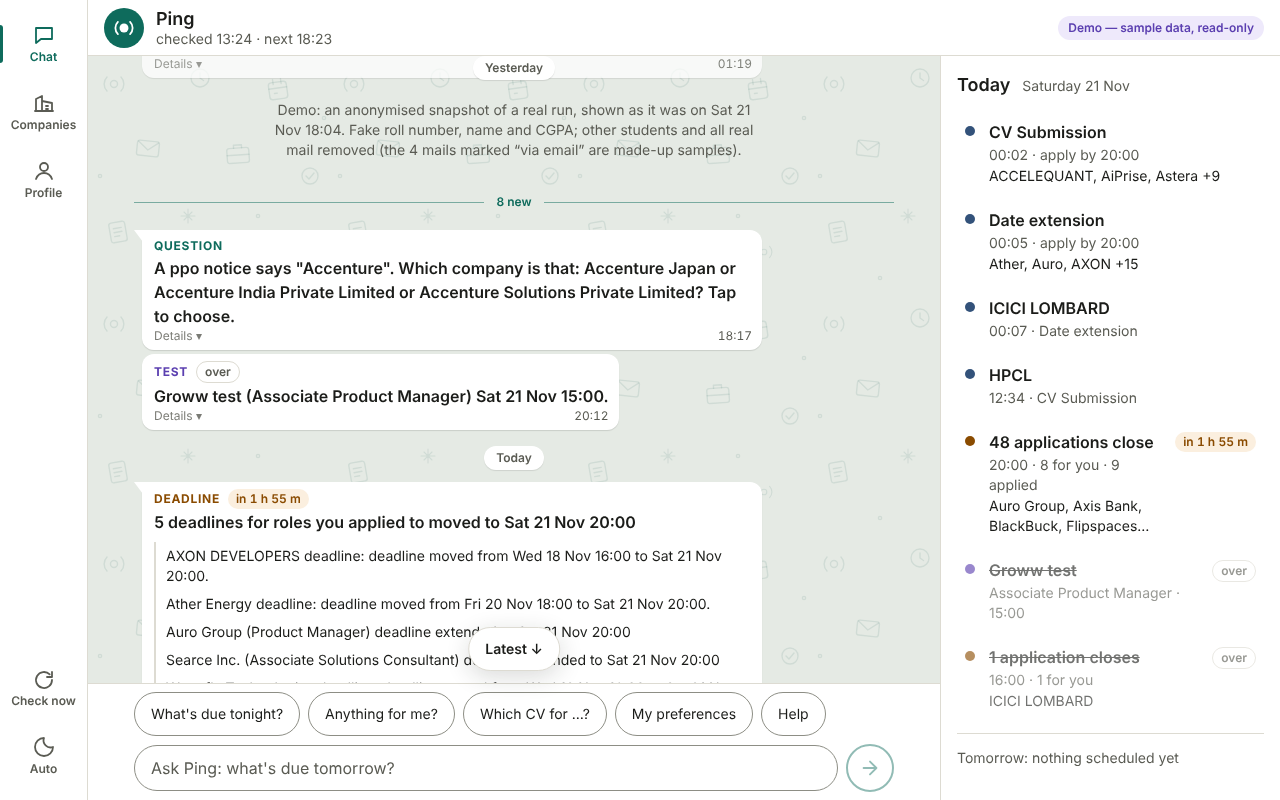 Chat
Companies
Profile
Check now
Auto
Ping
checked 13:24 · next 18:23
Demo — sample data, read-only
Details ▾
01:19
Yesterday
Demo: an anonymised snapshot of a real run, shown as it was on Sat 21
Nov 18:04. Fake roll number, name and CGPA; other students and all real
mail removed (the 4 mails marked “via email” are made-up samples).
8 new
QUESTION
A ppo notice says "Accenture". Which company is that: Accenture Japan or
Accenture India Private Limited or Accenture Solutions Private Limited? Tap
to choose.
Details ▾
18:17
TEST over
Groww test (Associate Product Manager) Sat 21 Nov 15:00.
Details ▾
20:12
Today
DEADLINE in 1 h 55 m
5 deadlines for roles you applied to moved to Sat 21 Nov 20:00
AXON DEVELOPERS deadline: deadline moved from Wed 18 Nov 16:00 to Sat 21 Nov
20:00.
Ather Energy deadline: deadline moved from Fri 20 Nov 18:00 to Sat 21 Nov 20:00.
Auro Group (Product Manager) deadline extend 21 Nov 20:00
Searce Inc. (Associate Solutions Consultant) nded to Sat 21 Nov 20:00
Latest ↓
What's due tonight?
Anything for me?
Which CV for ...?
My preferences
Help
Ask Ping: what's due tomorrow?
Today Saturday 21 Nov
CV Submission
00:02 · apply by 20:00
ACCELEQUANT, AiPrise, Astera +9
Date extension
00:05 · apply by 20:00
Ather, Auro, AXON +15
ICICI LOMBARD
00:07 · Date extension
HPCL
12:34 · CV Submission
48 applications close in 1 h 55 m
20:00 · 8 for you · 9
applied
Auro Group, Axis Bank,
BlackBuck, Flipspaces…
Groww test over
Associate Product Manager ·
15:00
1 application closes over
16:00 · 1 for you
ICICI LOMBARD
Tomorrow: nothing scheduled yet